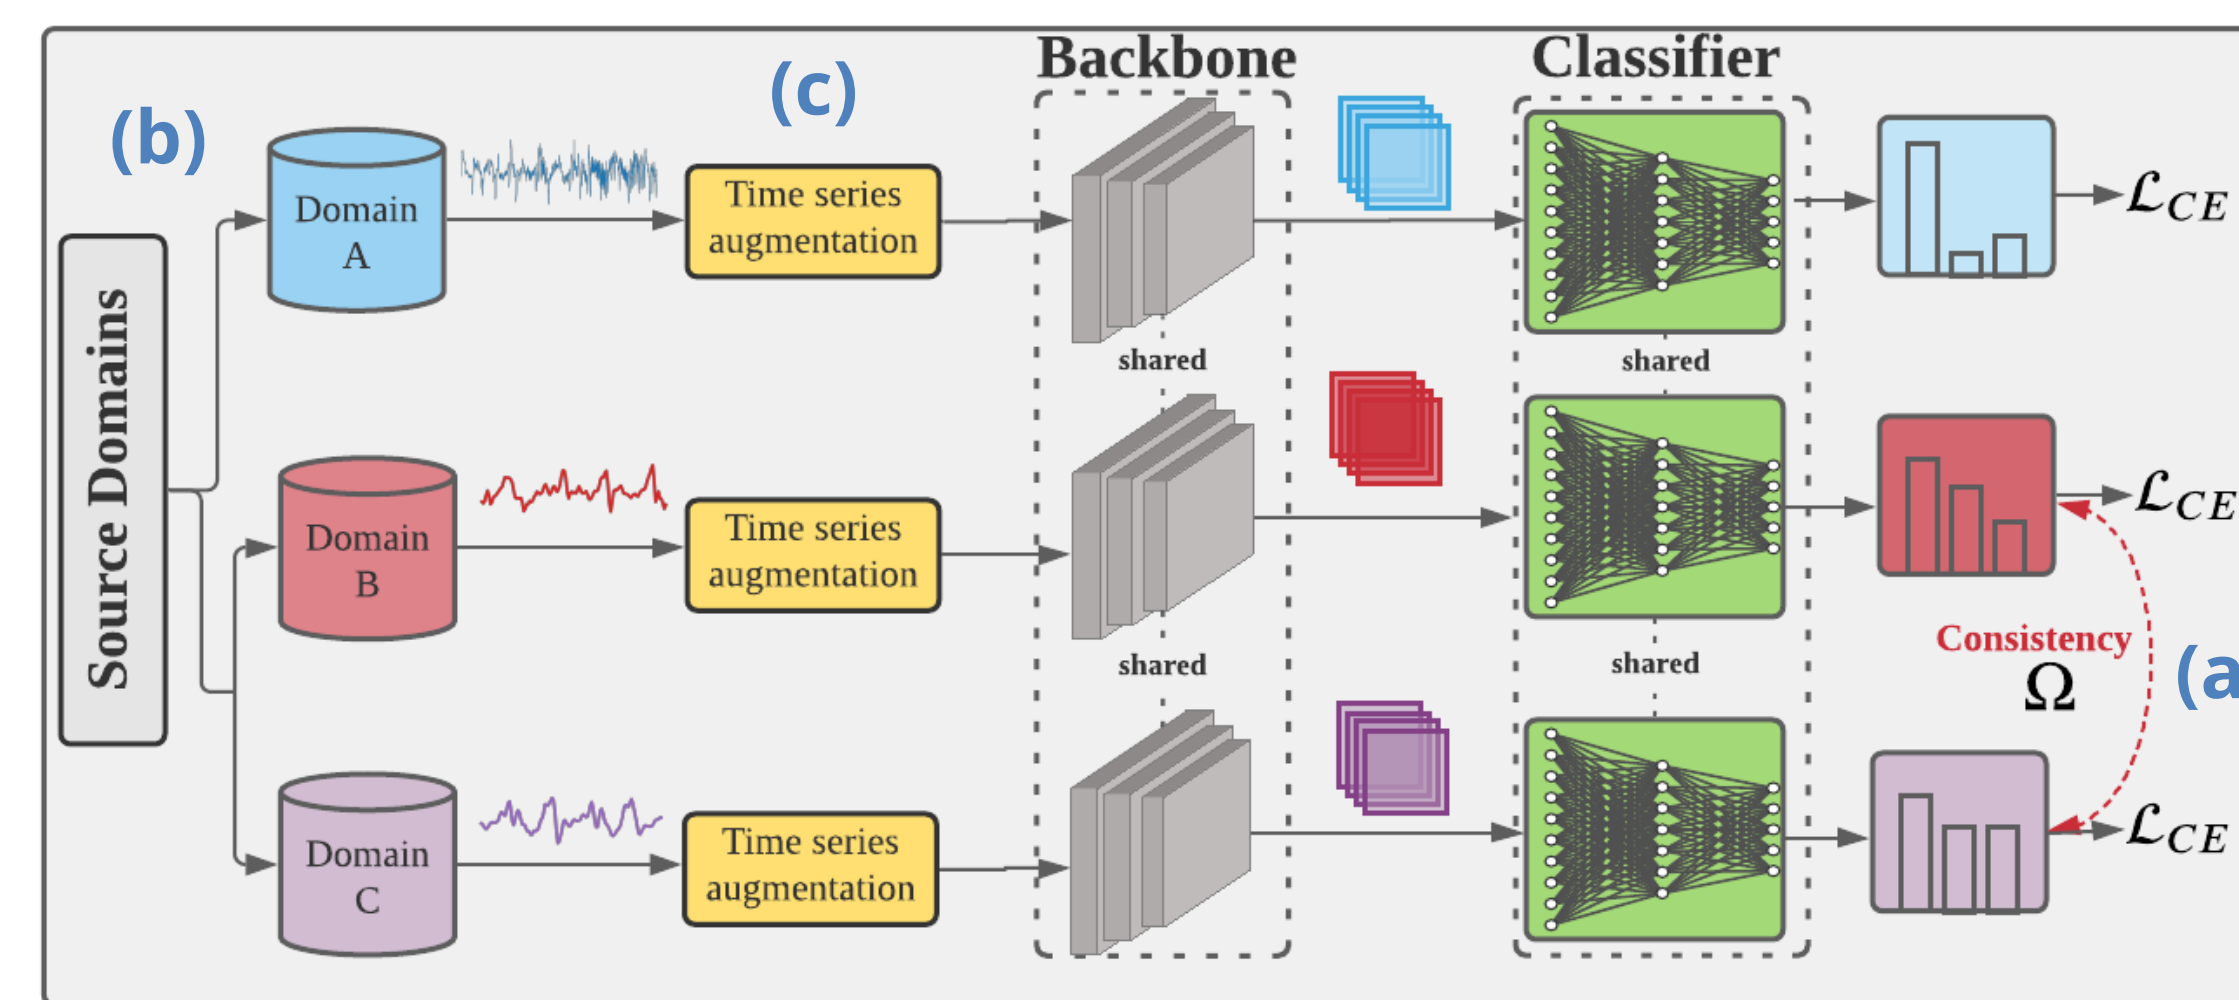 Backbone
Classifier
(b)
(c)
Domain
A
Time series
augmentation
ℒCE
shared
shared
Source Domains
Domain
B
Time series
augmentation
ℒCE
Consistency
Ω
(a
shared
shared
Domain
C
Time series
augmentation
ℒCE